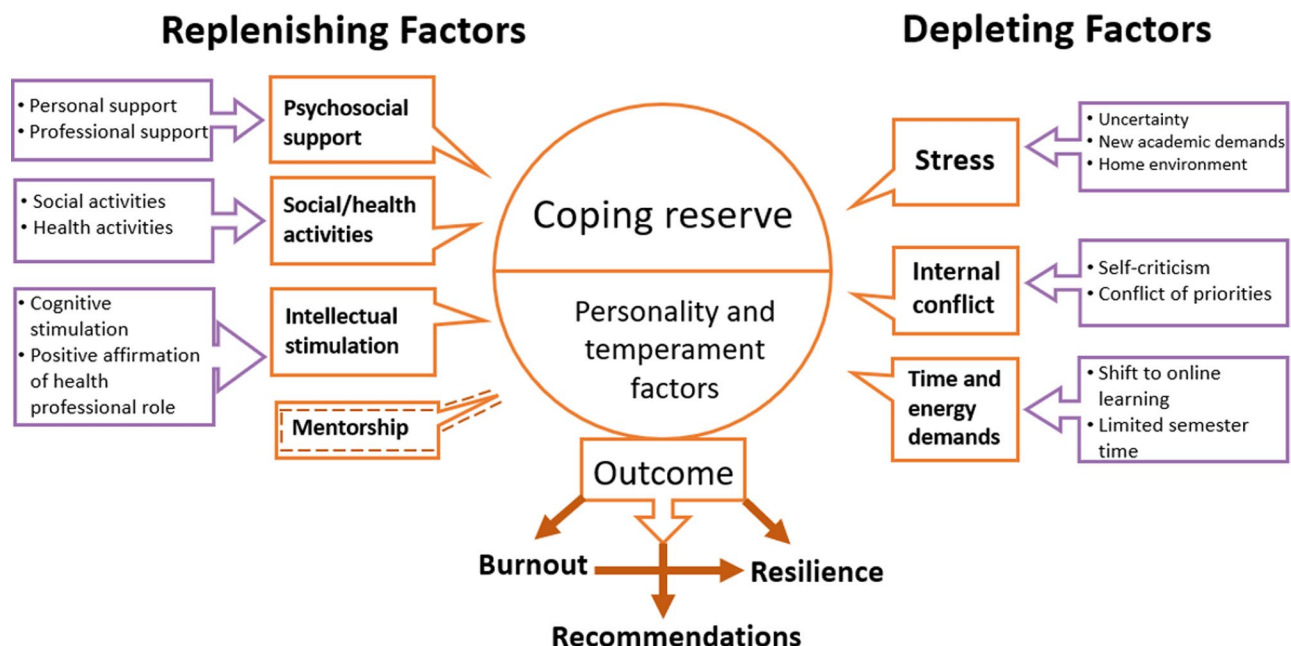 Replenishing Factors
Depleting Factors
• Personal support
• Professional support
Psychosocial
support
• Social activities
• Health activities
Social/health
activities
• Cognitive
stimulation
• Positive affirmation
of health
professional role
Intellectual
stimulation
Mentorship
Coping reserve
Personality and
temperament
factors
Stress
• Uncertainty
• New academic demands
• Home environment
Internal
conflict
• Self-criticism
• Conflict of priorities
Time and
energy
demands
• Shift to online
learning
• Limited semester
time
Outcome
Burnout
Resilience
Recommendations